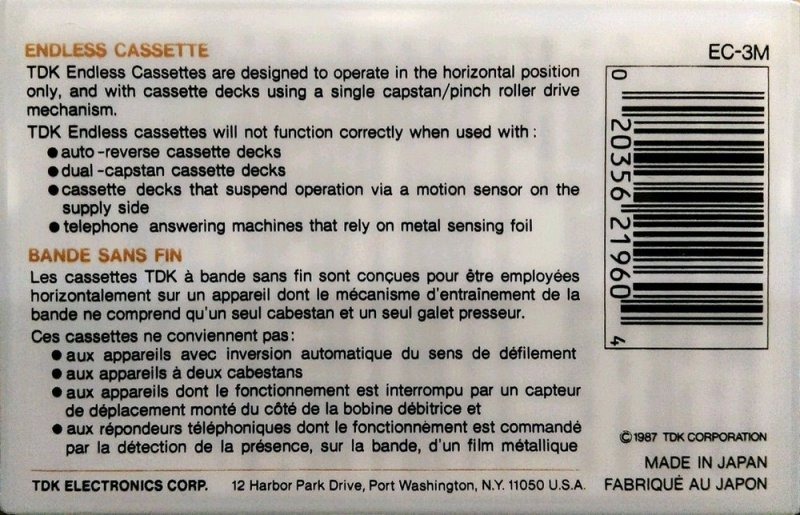 ENDLESS CASSETTE
TDK Endless Cassettes are designed to operate in the horizontal position
only, and with cassette decks using a single capstan/pinch roller drive
mechanism.
TDK Endless cassettes will not function correctly when used with :
●auto-reverse cassette decks
●dual-capstan cassette decks
●cassette decks that suspend operation via a motion sensor on the
supply side
●telephone answering machines that rely on metal sensing foil
BANDE SANS FIN
Les cassettes TDK à bande sans fin sont conçues pour être employées
horizontalement sur un appareil dont le mécanisme d'entraînement de la
bande ne comprend qu'un seul cabestan et un seul galet presseur.
Ces cassettes ne conviennent pas:
●aux appareils avec inversion automatique du sens de défilement
●aux appareils à deux cabestans
●aux appareils dont le fonctionnement est interrompu par un capteur
de déplacement monté du côté de la bobine débitrice et
●aux répondeurs téléphoniques dont le fonctionnement est commandé
par la détection de la présence, sur la bande, d'un film métallique
TDK ELECTRONICS CORP. 12 Harbor Park Drive, Port Washington, N.Y. 11050 U.S.A.
EC-3M
0 20356 21960 4
©1987 TDK CORPORATION
MADE IN JAPAN
FABRIQUÉ AU JAPON